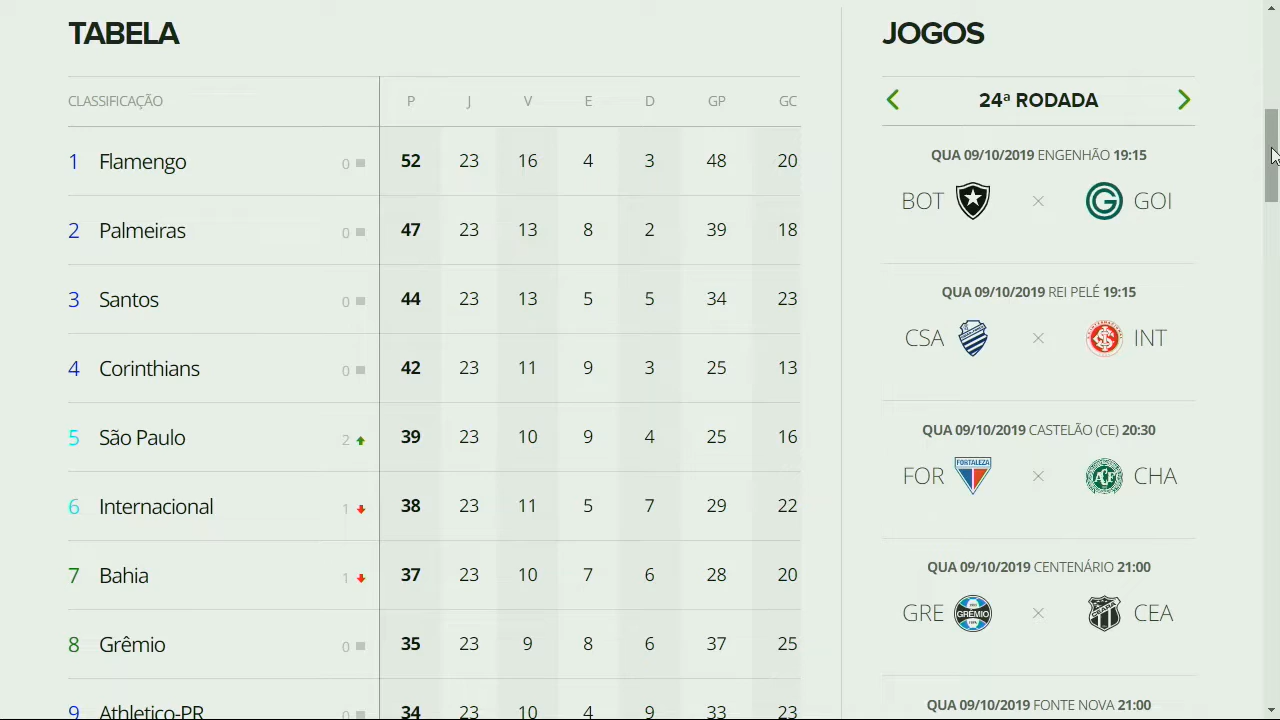 TABELA
CLASSIFICAÇÃO P J V E D GP GC
1 Flamengo 0 52 23 16 4 3 48 20
2 Palmeiras 0 47 23 13 8 2 39 18
3 Santos 0 44 23 13 5 5 34 23
4 Corinthians 0 42 23 11 9 3 25 13
5 São Paulo 2 39 23 10 9 4 25 16
6 Internacional 1 38 23 11 5 7 29 22
7 Bahia 1 37 23 10 7 6 28 20
8 Grêmio 0 35 23 9 8 6 37 25
9 Athletico-PR 0 34 23 10 4 9 33 23
JOGOS
24ª RODADA
QUA 09/10/2019 ENGENHÃO 19:15
BOT × GOI
QUA 09/10/2019 REI PELÉ 19:15
CSA × INT
QUA 09/10/2019 CASTELÃO (CE) 20:30
FOR FORTALEZA × CHA
QUA 09/10/2019 CENTENÁRIO 21:00
GRE GRÊMIO × CEA
QUA 09/10/2019 FONTE NOVA 21:00